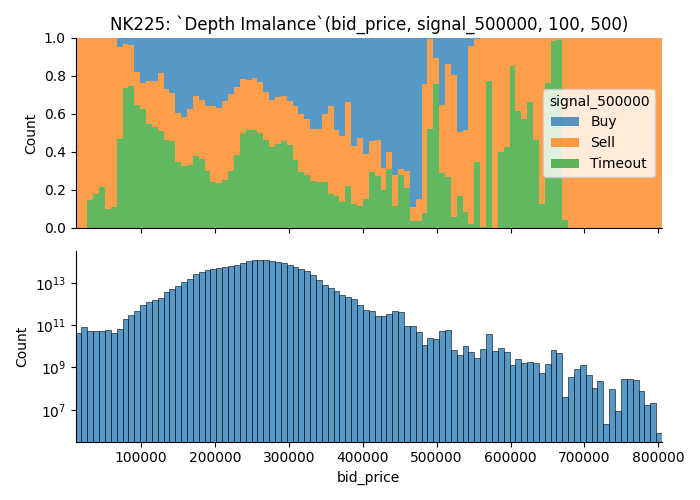 NK225: `Depth Imalance`(bid_price, signal_500000, 100, 500)
1.0
0.8
0.6
0.4
0.2
0.0
Count
signal_500000
Buy
Sell
Timeout
10^13
10^11
10^9
10^7
Count
100000 200000 300000 400000 500000 600000 700000 800000
bid_price